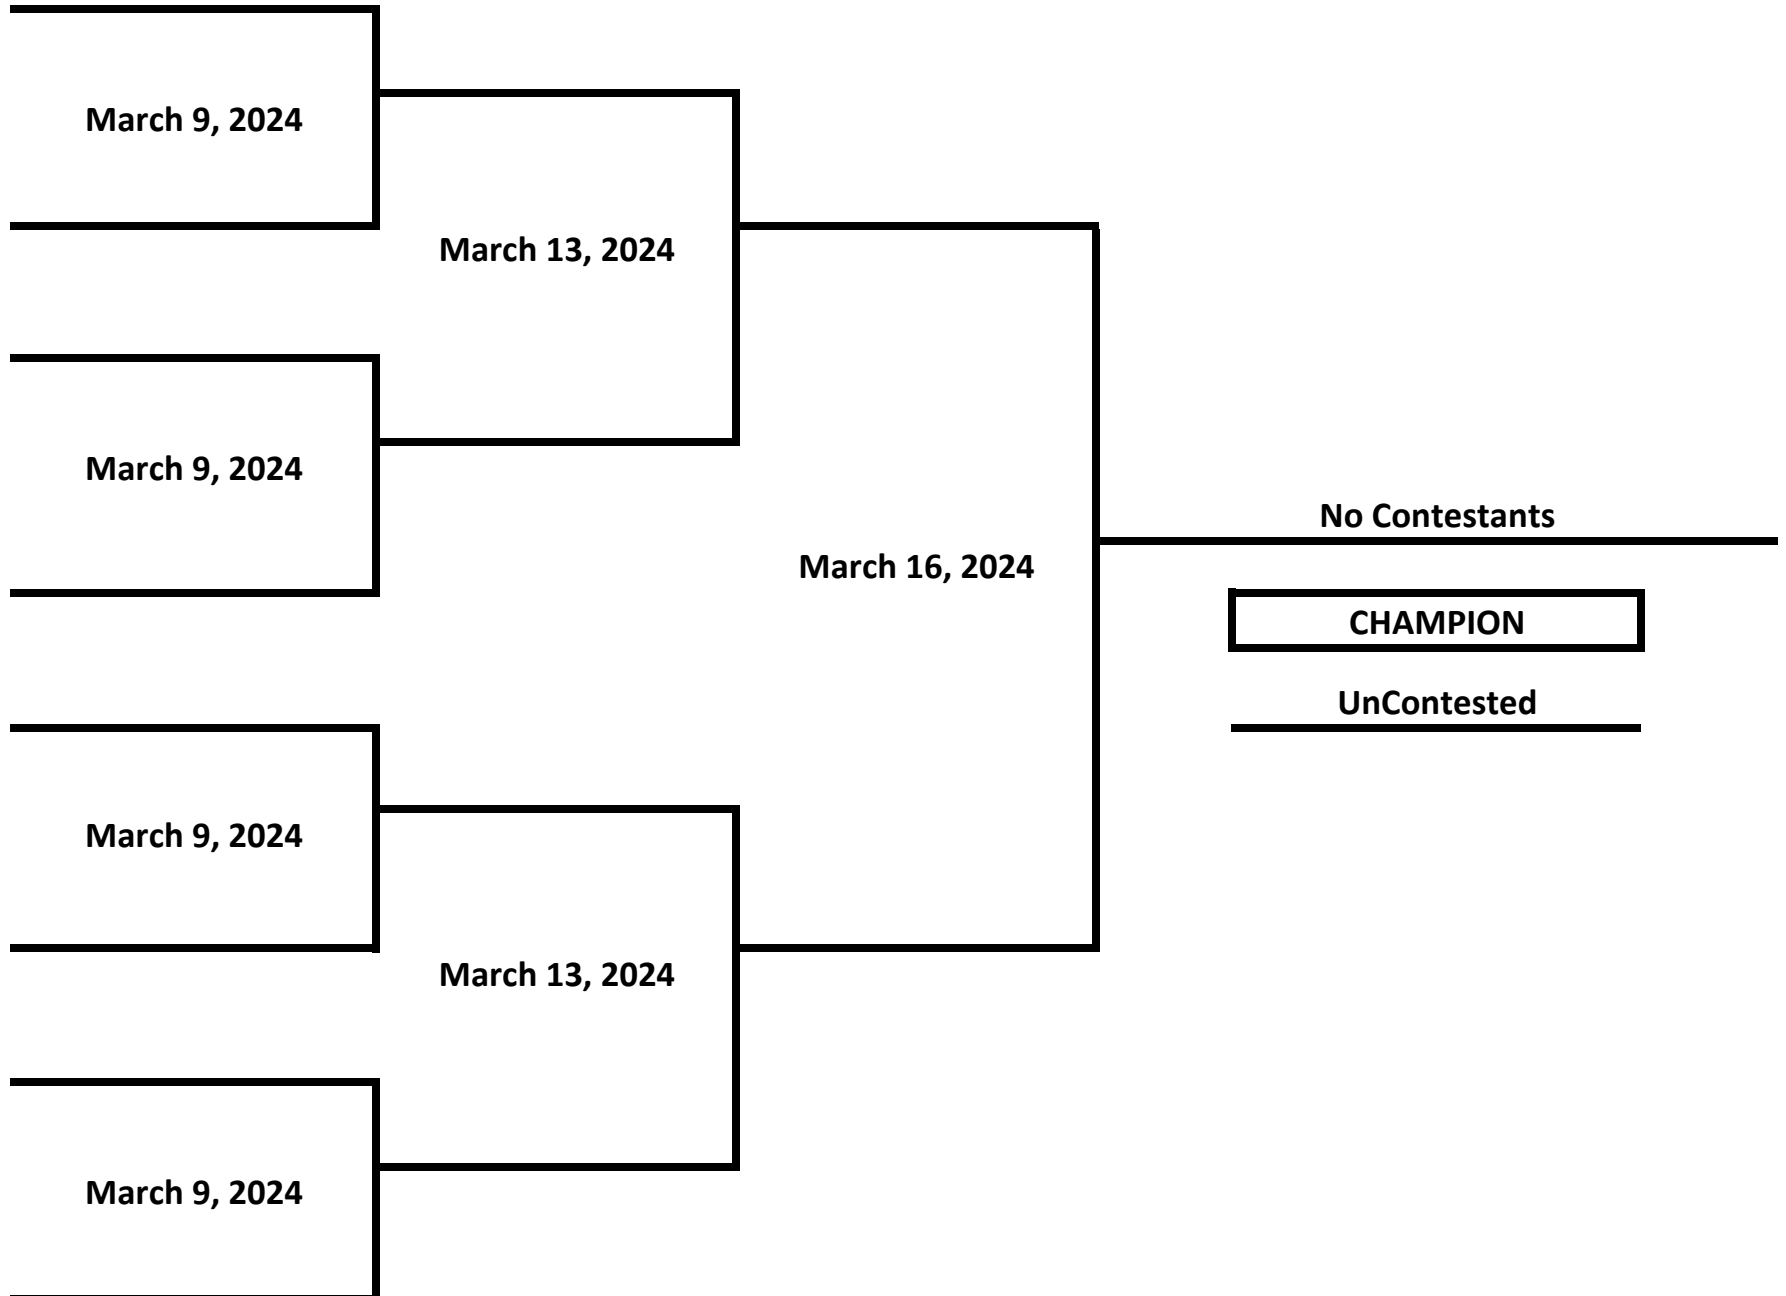 March 9, 2024
March 13, 2024
March 9, 2024
No Contestants
March 16, 2024
CHAMPION
UnContested
March 9, 2024
March 13, 2024
March 9, 2024